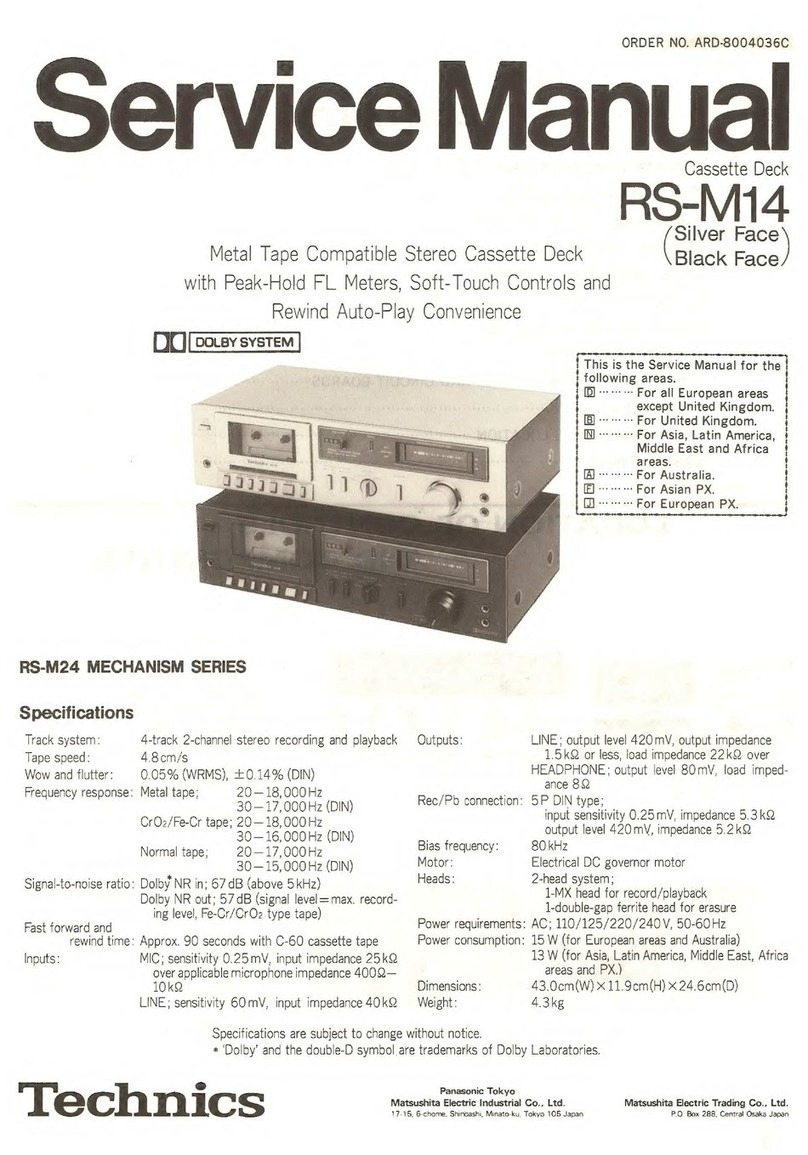 ORDER NO. ARD-8004036C
Service Manual
Cassette Deck
RS-M14
(Silver Face)
(Black Face)
Metal Tape Compatible Stereo Cassette Deck
with Peak-Hold FL Meters, Soft-Touch Controls and
Rewind Auto-Play Convenience
DOLBY SYSTEM
This is the Service Manual for the
following areas.
D ········· For all European areas
except United Kingdom.
B ········· For United Kingdom.
N ········· For Asia, Latin America,
Middle East and Africa
areas.
A ········· For Australia.
F ········· For Asian PX.
J ········· For European PX.
RS-M24 MECHANISM SERIES
Specifications
Track system: 4-track 2-channel stereo recording and playback
Tape speed: 4.8cm/s
Wow and flutter: 0.05% (WRMS), ±0.14% (DIN)
Frequency response: Metal tape; 20—18,000Hz
30—17,000Hz (DIN)
CrO₂/Fe-Cr tape; 20—18,000Hz
30—16,000Hz (DIN)
Normal tape; 20—17,000Hz
30—15,000Hz (DIN)
Signal-to-noise ratio: Dolby* NR in; 67dB (above 5kHz)
Dolby NR out; 57dB (signal level=max. record-
ing level, Fe-Cr/CrO₂ type tape)
Fast forward and
rewind time: Approx. 90 seconds with C-60 cassette tape
Inputs: MIC; sensitivity 0.25mV, input impedance 25kΩ
over applicable microphone impedance 400Ω—
10kΩ
LINE; sensitivity 60mV, input impedance 40kΩ
Outputs: LINE; output level 420mV, output impedance
1.5kΩ or less, load impedance 22kΩ over
HEADPHONE; output level 80mV, load imped-
ance 8Ω
Rec/Pb connection: 5P DIN type;
input sensitivity 0.25mV, impedance 5.3kΩ
output level 420mV, impedance 5.2kΩ
Bias frequency: 80kHz
Motor: Electrical DC governor motor
Heads: 2-head system;
1-MX head for record/playback
1-double-gap ferrite head for erasure
Power requirements: AC; 110/125/220/240V, 50-60Hz
Power consumption: 15W (for European areas and Australia)
13W (for Asia, Latin America, Middle East, Africa
areas and PX.)
Dimensions: 43.0cm(W)×11.9cm(H)×24.6cm(D)
Weight: 4.3kg
Specifications are subject to change without notice.
* 'Dolby' and the double-D symbol are trademarks of Dolby Laboratories.
Technics
Panasonic Tokyo
Matsushita Electric Industrial Co., Ltd.
17-15, 6-chome, Shinbashi, Minato-ku, Tokyo 105 Japan
Matsushita Electric Trading Co., Ltd.
P.O. Box 288, Central Osaka Japan